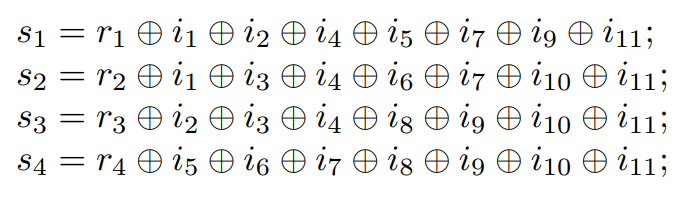 s₁ = r₁ ⊕ i₁ ⊕ i₂ ⊕ i₄ ⊕ i₅ ⊕ i₇ ⊕ i₉ ⊕ i₁₁;
s₂ = r₂ ⊕ i₁ ⊕ i₃ ⊕ i₄ ⊕ i₆ ⊕ i₇ ⊕ i₁₀ ⊕ i₁₁;
s₃ = r₃ ⊕ i₂ ⊕ i₃ ⊕ i₄ ⊕ i₈ ⊕ i₉ ⊕ i₁₀ ⊕ i₁₁;
s₄ = r₄ ⊕ i₅ ⊕ i₆ ⊕ i₇ ⊕ i₈ ⊕ i₉ ⊕ i₁₀ ⊕ i₁₁;